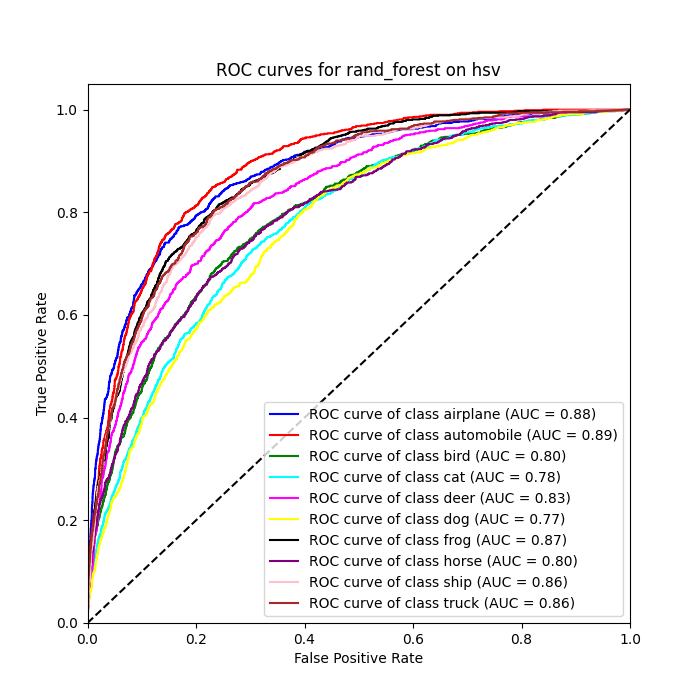 ROC curves for rand_forest on hsv
True Positive Rate
1.0
0.8
0.6
0.4
0.2
0.0
ROC curve of class airplane (AUC = 0.88)
ROC curve of class automobile (AUC = 0.89)
ROC curve of class bird (AUC = 0.80)
ROC curve of class cat (AUC = 0.78)
ROC curve of class deer (AUC = 0.83)
ROC curve of class dog (AUC = 0.77)
ROC curve of class frog (AUC = 0.87)
ROC curve of class horse (AUC = 0.80)
ROC curve of class ship (AUC = 0.86)
ROC curve of class truck (AUC = 0.86)
0.0 0.2 0.4 0.6 0.8 1.0
False Positive Rate